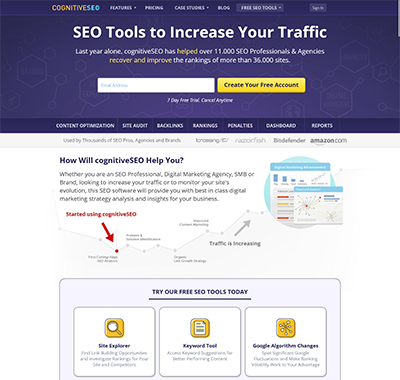 COGNITIVESEO FEATURES PRICING CASE STUDIES BLOG FREE SEO TOOLS Sign In
SEO Tools to Increase Your Traffic
Last year alone, cognitiveSEO has helped over 11.000 SEO Professionals & Agencies
recover and improve the rankings of more than 36.000 sites.
Email Address
Create Your Free Account
7 Day Free Trial. Cancel Anytime
CONTENT OPTIMIZATION SITE AUDIT BACKLINKS RANKINGS PENALTIES DASHBOARD REPORTS
Used by Thousands of SEO Pros, Agencies and Brands
razorfish
Bitdefender
amazon.com
How Will cognitiveSEO Help You?
Whether you are an SEO Professional, Digital Marketing Agency, SMB or
Brand, looking to increase your traffic or to monitor your site's
evolution, this SEO software will provide you with best in class digital
marketing strategy analysis and insights for your business.
Digital Marketing Dashboard
Started using cognitiveSEO
Improved
Content Marketing
Problem &
Solution Identification
Traffic is Increasing
SEO Analysis
Organic
Link Growth Strategy
TRY OUR FREE SEO TOOLS TODAY
Site Explorer
Find Link Building Opportunities
and Investigate Rankings For Your
Site and Competitors
Keyword Tool
Access Keyword Suggestions for
Better Performing Content
Google Algorithm Changes
Spot Significant Google
Fluctuations and Make Ranking
Volatility Work to Your Advantage